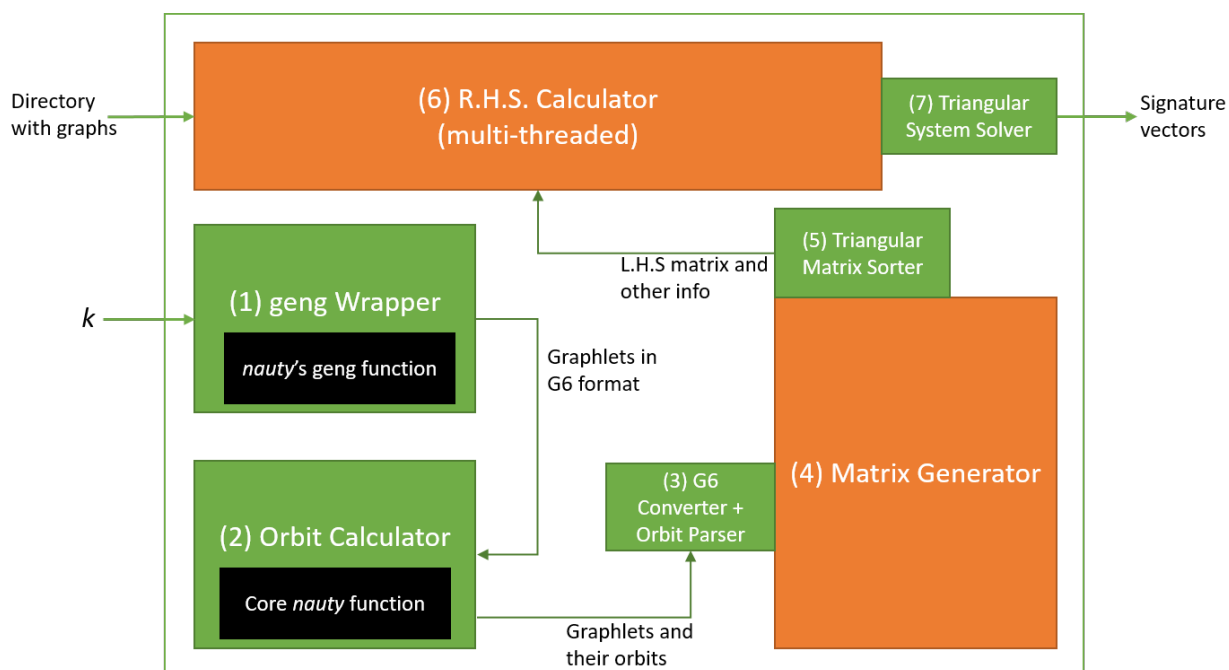 Directory
with graphs
(6) R.H.S. Calculator
(multi-threaded)
(7) Triangular
System Solver
Signature
vectors
(5) Triangular
Matrix Sorter
L.H.S matrix and
other info
k
(1) geng Wrapper
nauty's geng function
Graphlets in
G6 format
(2) Orbit Calculator
Core nauty function
Graphlets and
their orbits
(3) G6
Converter +
Orbit Parser
(4) Matrix Generator